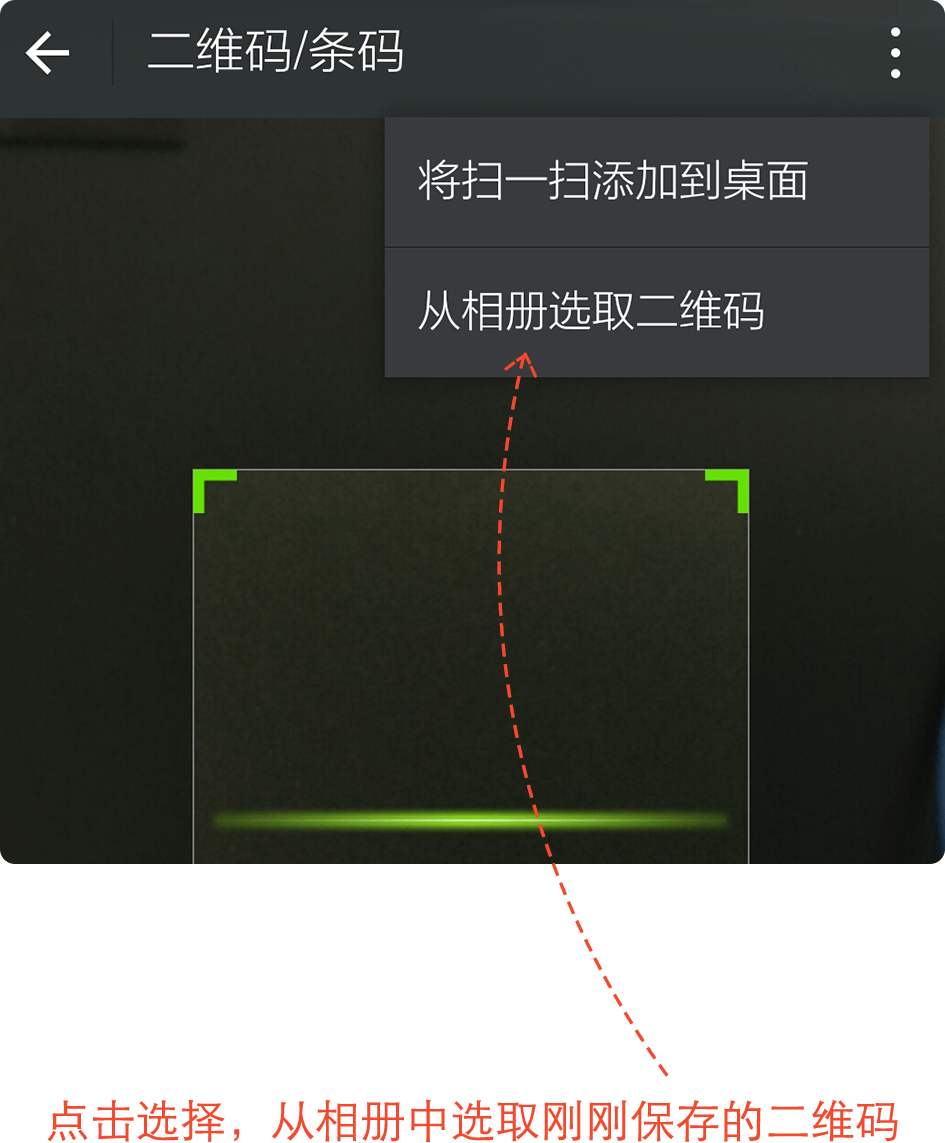 二维码/条码
将扫一扫添加到桌面
从相册选取二维码
点击选择，从相册中选取刚刚保存的二维码